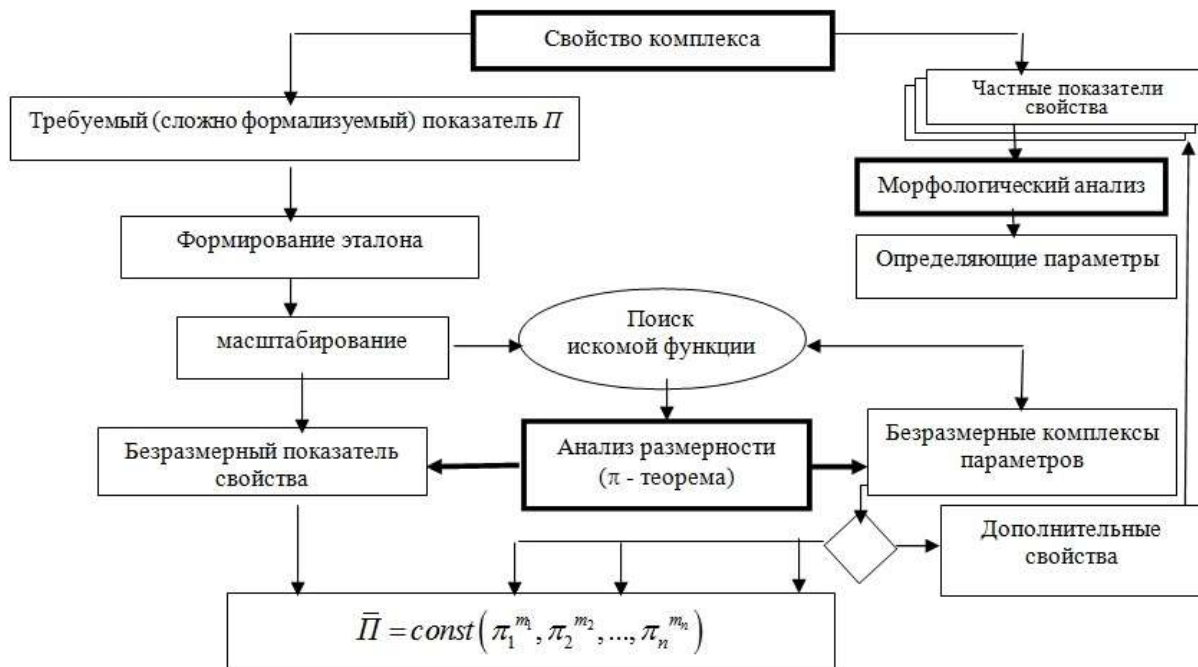 Свойство комплекса
Частные показатели
свойства
Требуемый (сложно формализуемый) показатель П
Морфологический анализ
Формирование эталона
Определяющие параметры
Поиск
искомой функции
масштабирование
Безразмерный показатель
свойства
Анализ размерности
(π - теорема)
Безразмерные комплексы
параметров
Дополнительные
свойства
П̅ = const(π₁^m₁, π₂^m₂, ..., πₙ^mₙ)